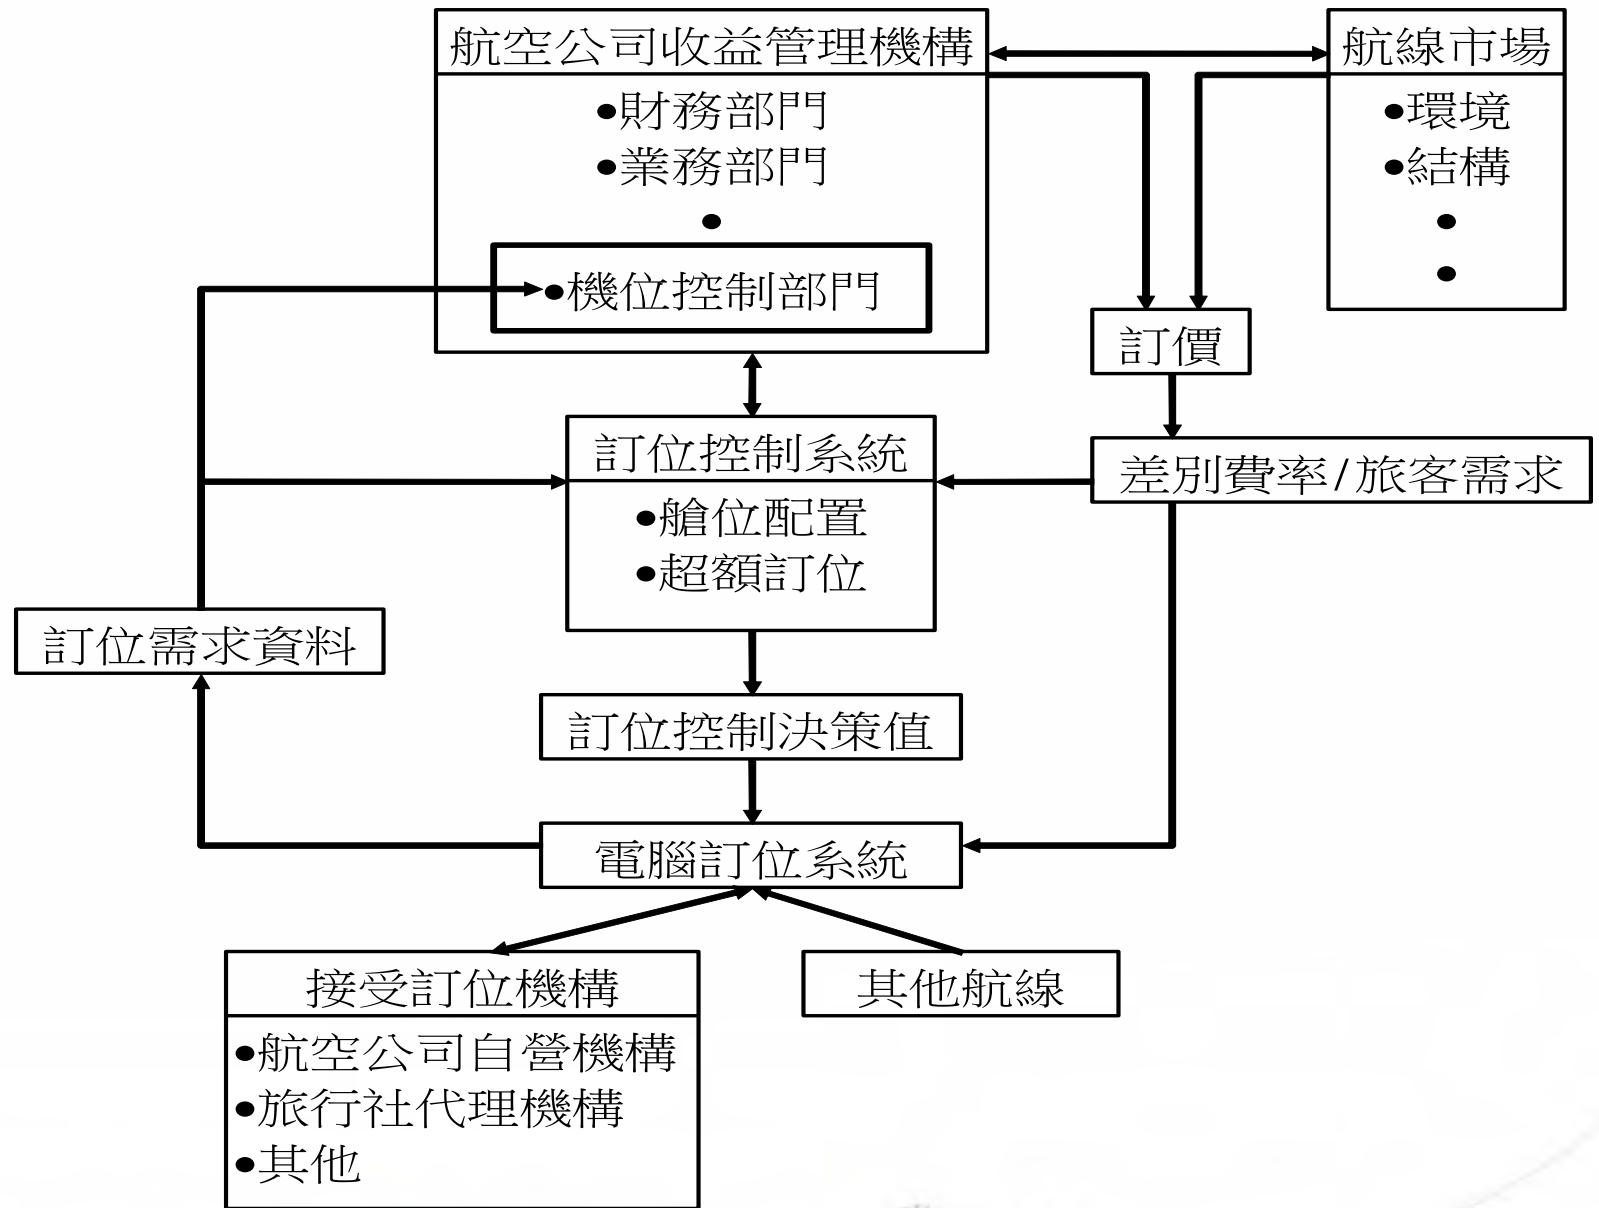 航空公司收益管理機構
•財務部門
•業務部門
•
•機位控制部門
航線市場
•環境
•結構
•
•
訂價
差別費率/旅客需求
訂位控制系統
•艙位配置
•超額訂位
訂位需求資料
訂位控制決策值
電腦訂位系統
接受訂位機構
•航空公司自營機構
•旅行社代理機構
•其他
其他航線